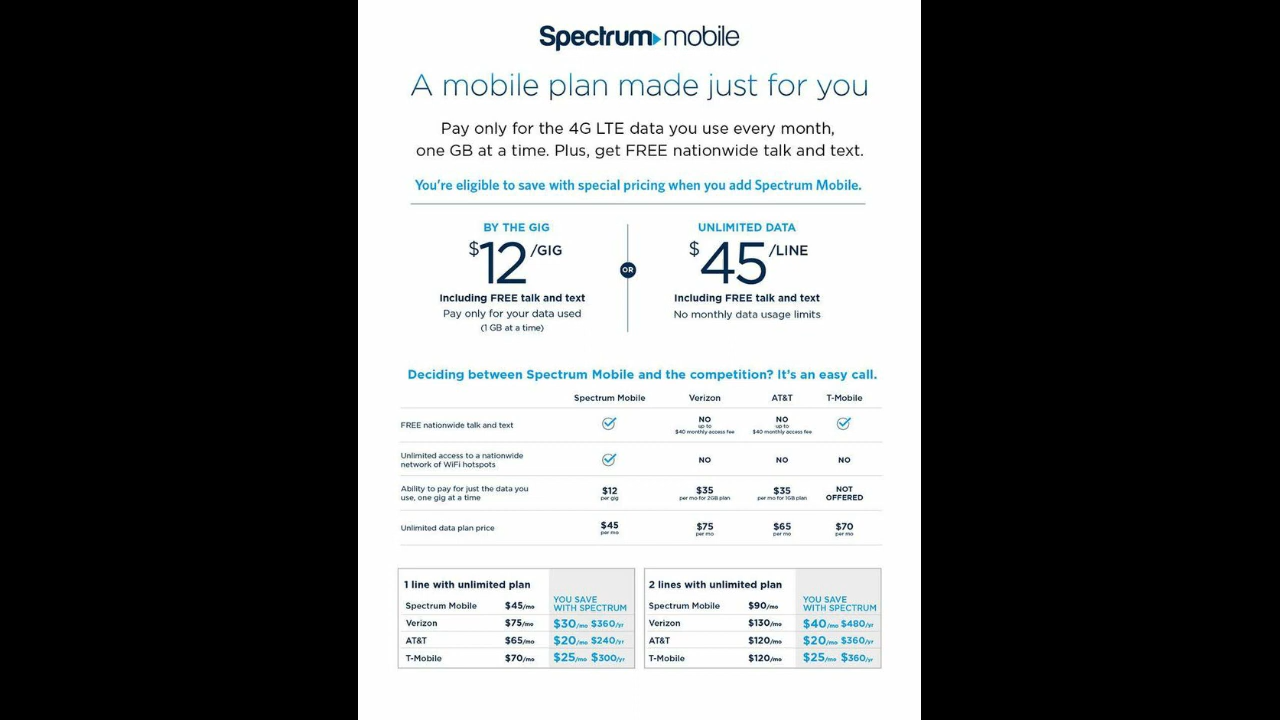 Spectrum mobile
A mobile plan made just for you
Pay only for the 4G LTE data you use every month,
one GB at a time. Plus, get FREE nationwide talk and text.
You're eligible to save with special pricing when you add Spectrum Mobile.
BY THE GIG
$12/GIG
Including FREE talk and text
Pay only for your data used
(1 GB at a time)
OR
UNLIMITED DATA
$45/LINE
Including FREE talk and text
No monthly data usage limits
Deciding between Spectrum Mobile and the competition? It's an easy call.
Spectrum Mobile Verizon AT&T T-Mobile
FREE nationwide talk and text NO up to $40 monthly access fee NO up to $40 monthly access fee
Unlimited access to a nationwide
network of WiFi hotspots NO NO NO
Ability to pay for just the data you
use, one gig at a time $12 per gig $35 per mo for 2GB plan $35 per mo for 1GB plan NOT OFFERED
Unlimited data plan price $45 per mo $75 per mo $65 per mo $70 per mo
1 line with unlimited plan YOU SAVE WITH SPECTRUM
Spectrum Mobile $45/mo
Verizon $75/mo $30/mo $360/yr
AT&T $65/mo $20/mo $240/yr
T-Mobile $70/mo $25/mo $300/yr
2 lines with unlimited plan YOU SAVE WITH SPECTRUM
Spectrum Mobile $90/mo
Verizon $130/mo $40/mo $480/yr
AT&T $120/mo $20/mo $360/yr
T-Mobile $120/mo $25/mo $360/yr